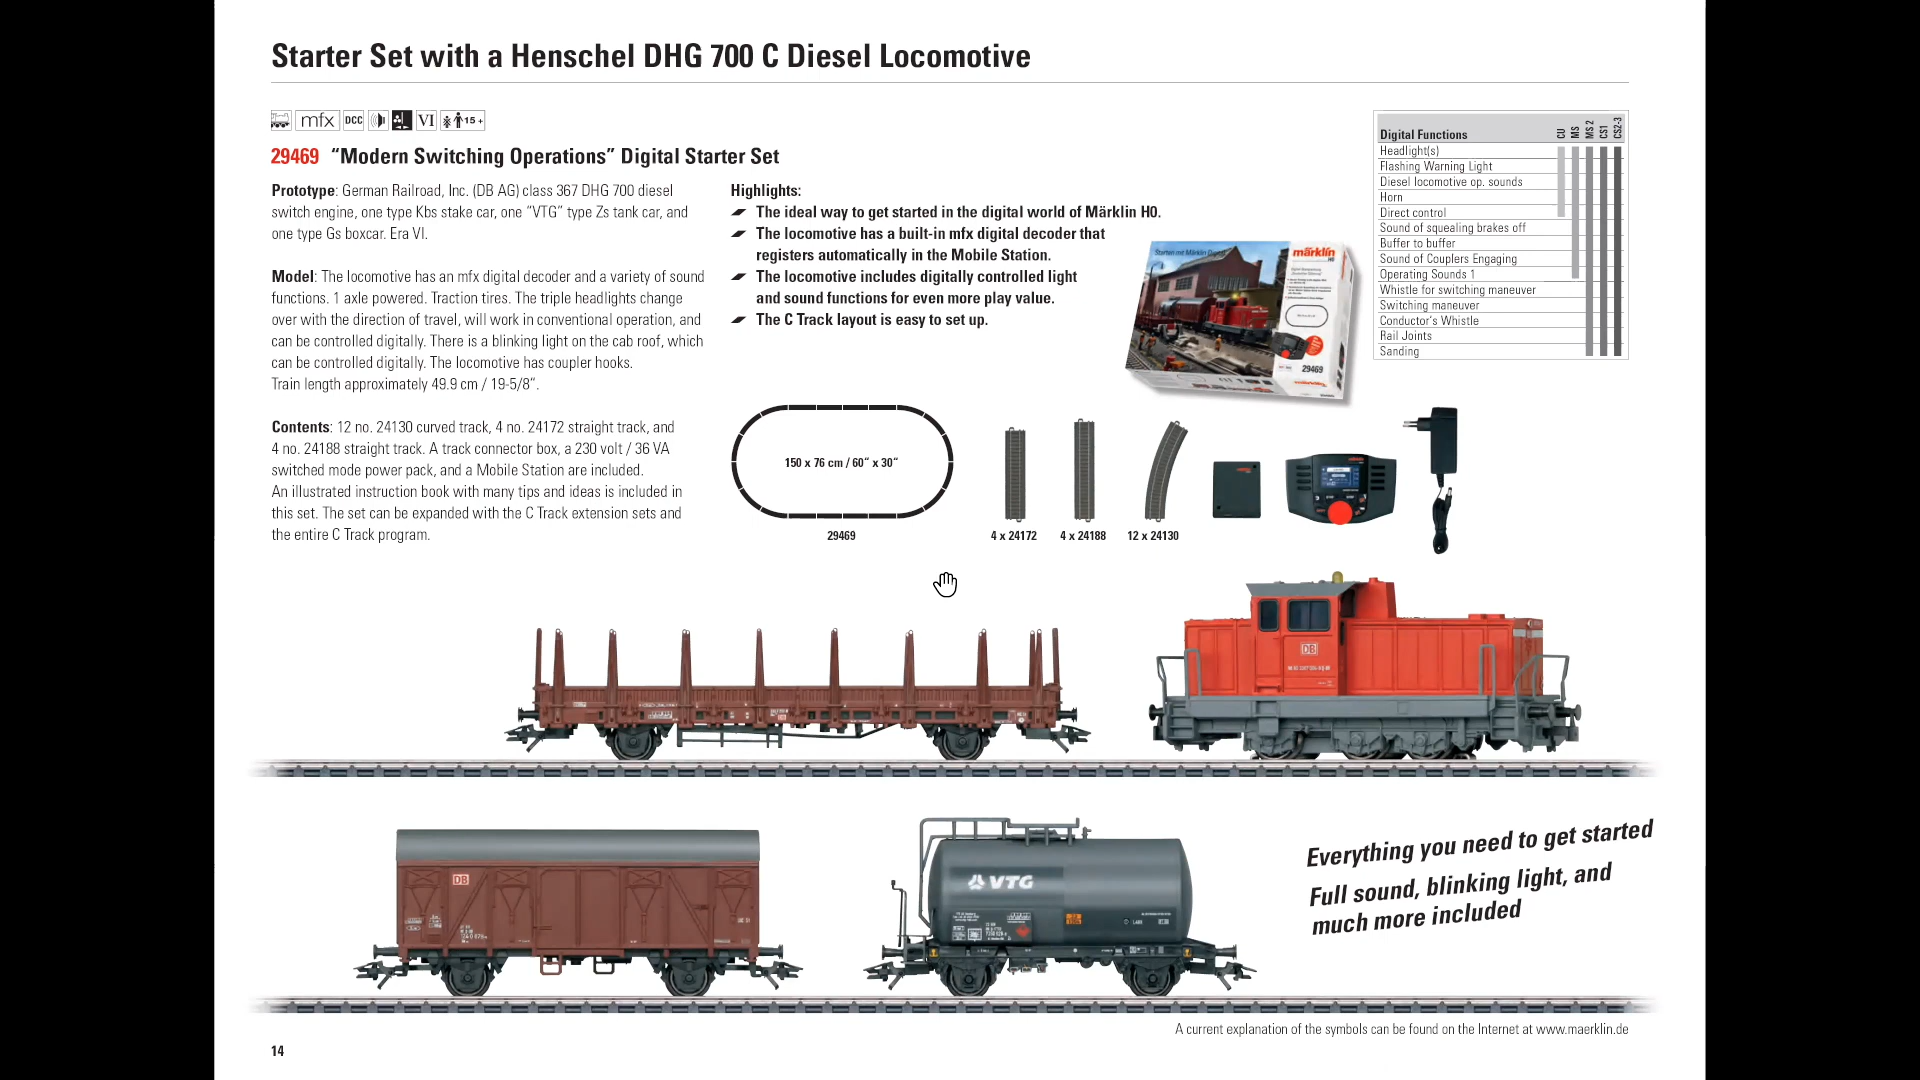 Starter Set with a Henschel DHG 700 C Diesel Locomotive
mfx DCC VI 15 +
29469 “Modern Switching Operations” Digital Starter Set
Prototype: German Railroad, Inc. (DB AG) class 367 DHG 700 diesel
switch engine, one type Kbs stake car, one “VTG” type Zs tank car, and
one type Gs boxcar. Era VI.
Model: The locomotive has an mfx digital decoder and a variety of sound
functions. 1 axle powered. Traction tires. The triple headlights change
over with the direction of travel, will work in conventional operation, and
can be controlled digitally. There is a blinking light on the cab roof, which
can be controlled digitally. The locomotive has coupler hooks.
Train length approximately 49.9 cm / 19-5/8”.
Contents: 12 no. 24130 curved track, 4 no. 24172 straight track, and
4 no. 24188 straight track. A track connector box, a 230 volt / 36 VA
switched mode power pack, and a Mobile Station are included.
An illustrated instruction book with many tips and ideas is included in
this set. The set can be expanded with the C Track extension sets and
the entire C Track program.
Highlights:
The ideal way to get started in the digital world of Märklin H0.
The locomotive has a built-in mfx digital decoder that
registers automatically in the Mobile Station.
The locomotive includes digitally controlled light
and sound functions for even more play value.
The C Track layout is easy to set up.
Starten mit Märklin Digital
märklin
H0
29469
Digital Functions CU MS MS 2 CS1 CS2-3
Headlight(s)
Flashing Warning Light
Diesel locomotive op. sounds
Horn
Direct control
Sound of squealing brakes off
Buffer to buffer
Sound of Couplers Engaging
Operating Sounds 1
Whistle for switching maneuver
Switching maneuver
Conductor’s Whistle
Rail Joints
Sanding
150 x 76 cm / 60“ x 30“
29469
4 x 24172
4 x 24188
12 x 24130
DB
DB
VTG
Everything you need to get started
Full sound, blinking light, and
much more included
A current explanation of the symbols can be found on the Internet at www.maerklin.de
14